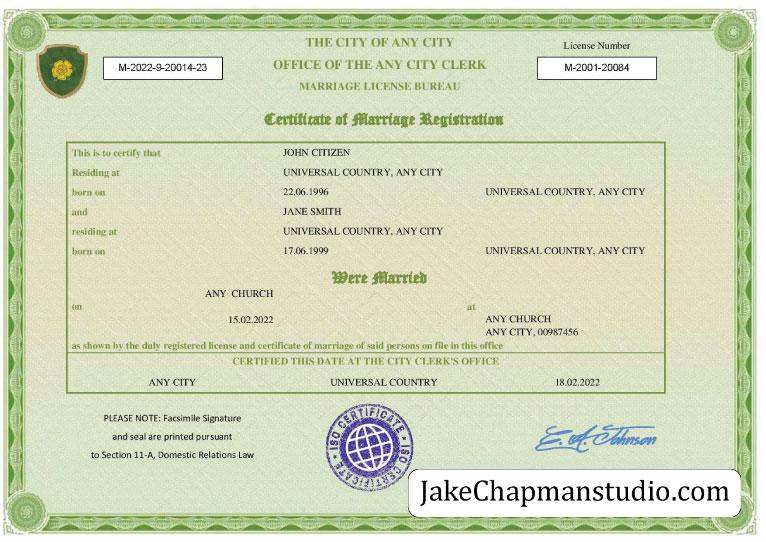 THE CITY OF ANY CITY
License Number
M-2022-9-20014-23
OFFICE OF THE ANY CITY CLERK
M-2001-20084
MARRIAGE LICENSE BUREAU
Certificate of Marriage Registration
This is to certify that JOHN CITIZEN
Residing at UNIVERSAL COUNTRY, ANY CITY
born on 22.06.1996 UNIVERSAL COUNTRY, ANY CITY
and JANE SMITH
residing at UNIVERSAL COUNTRY, ANY CITY
born on 17.06.1999 UNIVERSAL COUNTRY, ANY CITY
Were Married
ANY CHURCH
on at
15.02.2022 ANY CHURCH
ANY CITY, 00987456
as shown by the duly registered license and certificate of marriage of said persons on file in this office
CERTIFIED THIS DATE AT THE CITY CLERK'S OFFICE
ANY CITY UNIVERSAL COUNTRY 18.02.2022
PLEASE NOTE: Facsimile Signature
and seal are printed pursuant
to Section 11-A, Domestic Relations Law
ISO CERTIFICATE
ISO CERTIFICATE
E. A. Johnson
JakeChapmanstudio.com